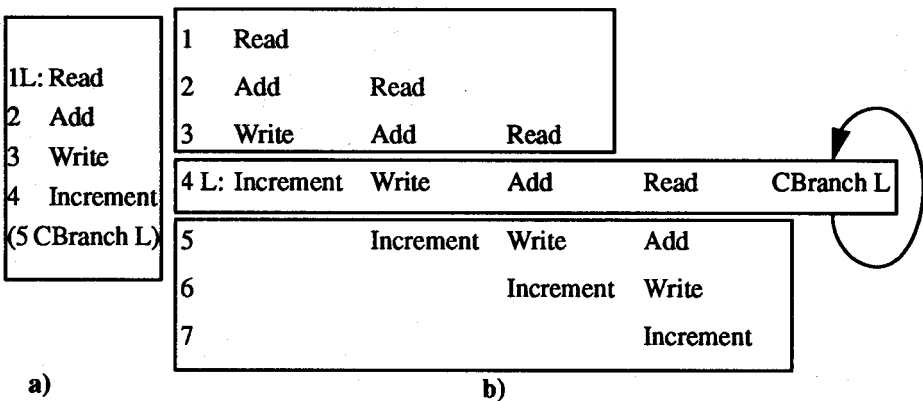 1L: Read
2 Add
3 Write
4 Increment
(5 CBranch L)
a)
1 Read
2 Add Read
3 Write Add Read
4 L: Increment Write Add Read CBranch L
5 Increment Write Add
6 Increment Write
7 Increment
b)